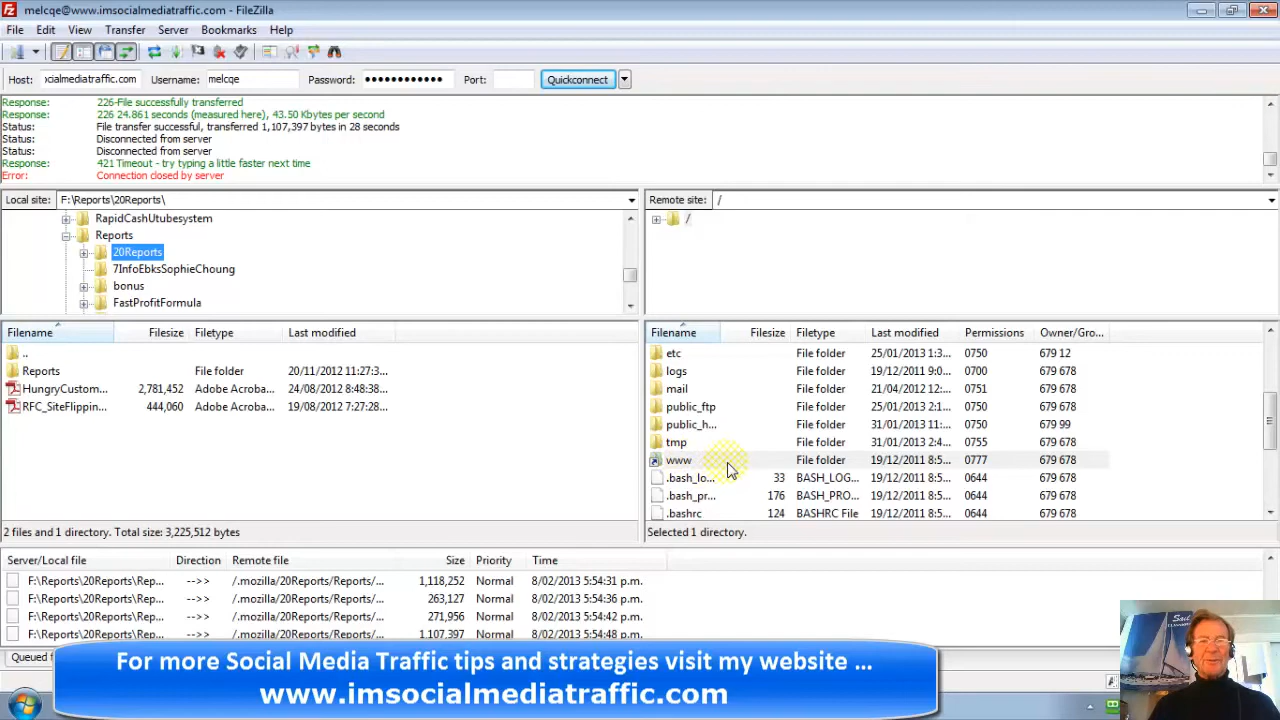 melcqe@www.imsocialmediatraffic.com - FileZilla
File Edit View Transfer Server Bookmarks Help
Host: ocialmediatraffic.com Username: melcqe Password: •••••••••••• Port: Quickconnect
Response: 226-File successfully transferred
Response: 226 24.861 seconds (measured here), 43.50 Kbytes per second
Status: File transfer successful, transferred 1,107,397 bytes in 28 seconds
Status: Disconnected from server
Status: Disconnected from server
Response: 421 Timeout - try typing a little faster next time
Error: Connection closed by server
Local site: F:\Reports\20Reports\
RapidCashUtubesystem
Reports
20Reports
7InfoEbksSophieChoung
bonus
FastProfitFormula
Remote site: /
/
Filename Filesize Filetype Last modified
..
Reports File folder 20/11/2012 11:27:3...
HungryCustom... 2,781,452 Adobe Acroba... 24/08/2012 8:48:38...
RFC_SiteFlippin... 444,060 Adobe Acroba... 19/08/2012 7:27:28...
2 files and 1 directory. Total size: 3,225,512 bytes
Filename Filesize Filetype Last modified Permissions Owner/Gro...
etc File folder 25/01/2013 1:3... 0750 679 12
logs File folder 19/12/2011 9:0... 0700 679 678
mail File folder 21/04/2012 12:... 0751 679 678
public_ftp File folder 25/01/2013 2:1... 0750 679 678
public_h... File folder 31/01/2013 11:... 0750 679 99
tmp File folder 31/01/2013 2:4... 0755 679 678
www File folder 19/12/2011 8:5... 0777 679 678
.bash_lo... 33 BASH_LOG... 19/12/2011 8:5... 0644 679 678
.bash_pr... 176 BASH_PRO... 19/12/2011 8:5... 0644 679 678
.bashrc 124 BASHRC File 19/12/2011 8:5... 0644 679 678
Selected 1 directory.
Server/Local file Direction Remote file Size Priority Time
F:\Reports\20Reports\Rep... -->> /.mozilla/20Reports/Reports/... 1,118,252 Normal 8/02/2013 5:54:31 p.m.
F:\Reports\20Reports\Rep... -->> /.mozilla/20Reports/Reports/... 263,127 Normal 8/02/2013 5:54:36 p.m.
F:\Reports\20Reports\Rep... -->> /.mozilla/20Reports/Reports/... 271,956 Normal 8/02/2013 5:54:42 p.m.
F:\Reports\20Reports\Rep... -->> /.mozilla/20Reports/Reports/... 1,107,397 Normal 8/02/2013 5:54:48 p.m.
Queued
For more Social Media Traffic tips and strategies visit my website ...
www.imsocialmediatraffic.com